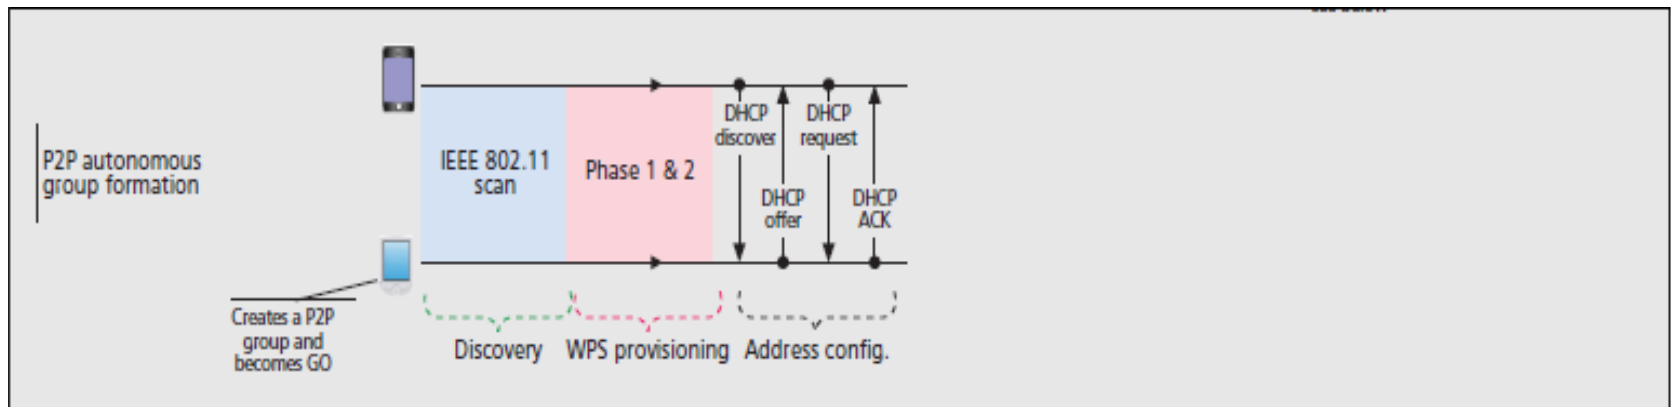 P2P autonomous
group formation
IEEE 802.11
scan
Phase 1 & 2
DHCP
discover
DHCP
request
DHCP
offer
DHCP
ACK
Creates a P2P
group and
becomes GO
Discovery
WPS provisioning
Address config.